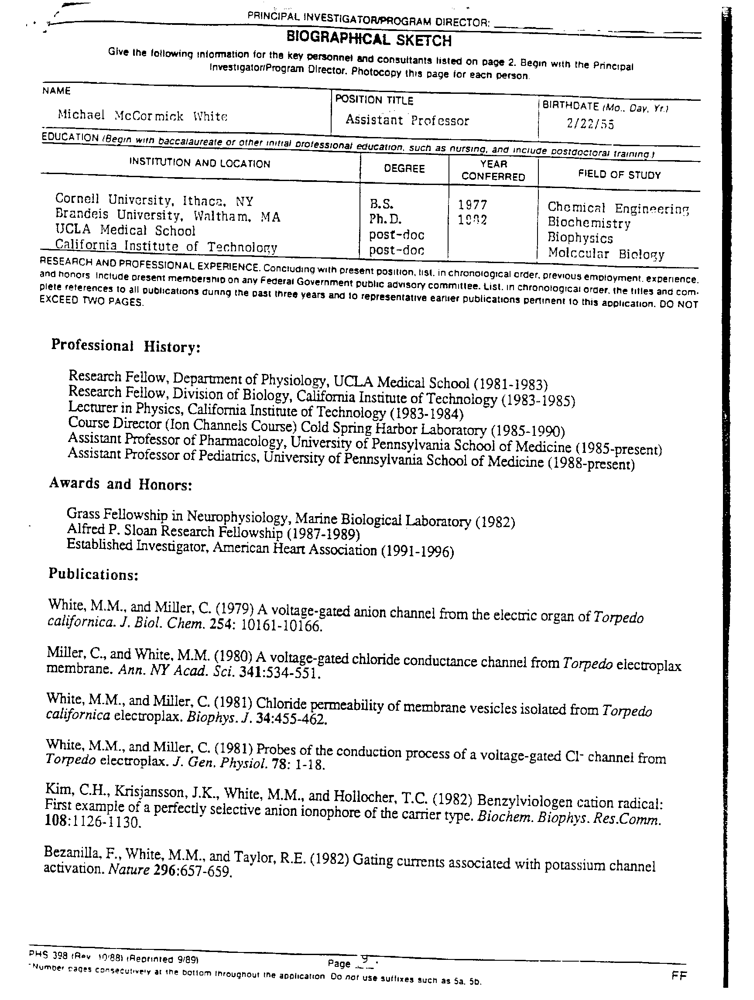 PRINCIPAL INVESTIGATOR/PROGRAM DIRECTOR:
BIOGRAPHICAL SKETCH
Give the following information for the key personnel and consultants listed on page 2. Begin with the Principal
Investigator/Program Director. Photocopy this page for each person.
NAME
POSITION TITLE
BIRTHDATE (Mo., Day, Yr.)
Michael McCormick White
Assistant Professor
2/22/55
EDUCATION (Begin with baccalaureate or other initial professional education, such as nursing, and include postdoctoral training.)
INSTITUTION AND LOCATION
DEGREE
YEAR CONFERRED
FIELD OF STUDY
Cornell University, Ithaca, NY B.S. 1977 Chemical Engineering
Brandeis University, Waltham, MA Ph.D. 1982 Biochemistry
UCLA Medical School post-doc Biophysics
California Institute of Technology post-doc Molecular Biology
RESEARCH AND PROFESSIONAL EXPERIENCE. Concluding with present position, list, in chronological order, previous employment, experience,
and honors. Include present membership on any Federal Government public advisory committee. List, in chronological order, the titles and com-
plete references to all publications during the past three years and to representative earlier publications pertinent to this application. DO NOT
EXCEED TWO PAGES.
Professional History:
Research Fellow, Department of Physiology, UCLA Medical School (1981-1983)
Research Fellow, Division of Biology, California Institute of Technology (1983-1985)
Lecturer in Physics, California Institute of Technology (1983-1984)
Course Director (Ion Channels Course) Cold Spring Harbor Laboratory (1985-1990)
Assistant Professor of Pharmacology, University of Pennsylvania School of Medicine (1985-present)
Assistant Professor of Pediatrics, University of Pennsylvania School of Medicine (1988-present)
Awards and Honors:
Grass Fellowship in Neurophysiology, Marine Biological Laboratory (1982)
Alfred P. Sloan Research Fellowship (1987-1989)
Established Investigator, American Heart Association (1991-1996)
Publications:
White, M.M., and Miller, C. (1979) A voltage-gated anion channel from the electric organ of Torpedo
californica. J. Biol. Chem. 254: 10161-10166.
Miller, C., and White, M.M. (1980) A voltage-gated chloride conductance channel from Torpedo electroplax
membrane. Ann. NY Acad. Sci. 341:534-551.
White, M.M., and Miller, C. (1981) Chloride permeability of membrane vesicles isolated from Torpedo
californica electroplax. Biophys. J. 34:455-462.
White, M.M., and Miller, C. (1981) Probes of the conduction process of a voltage-gated Cl- channel from
Torpedo electroplax. J. Gen. Physiol. 78: 1-18.
Kim, C.H., Krisjansson, J.K., White, M.M., and Hollocher, T.C. (1982) Benzylviologen cation radical:
First example of a perfectly selective anion ionophore of the carrier type. Biochem. Biophys. Res.Comm.
108:1126-1130.
Bezanilla, F., White, M.M., and Taylor, R.E. (1982) Gating currents associated with potassium channel
activation. Nature 296:657-659.
PHS 398 (Rev. 10/88) (Reprinted 9/89)
Page 9
FF
*Number pages consecutively at the bottom throughout the application. Do not use suffixes such as 5a, 5b.